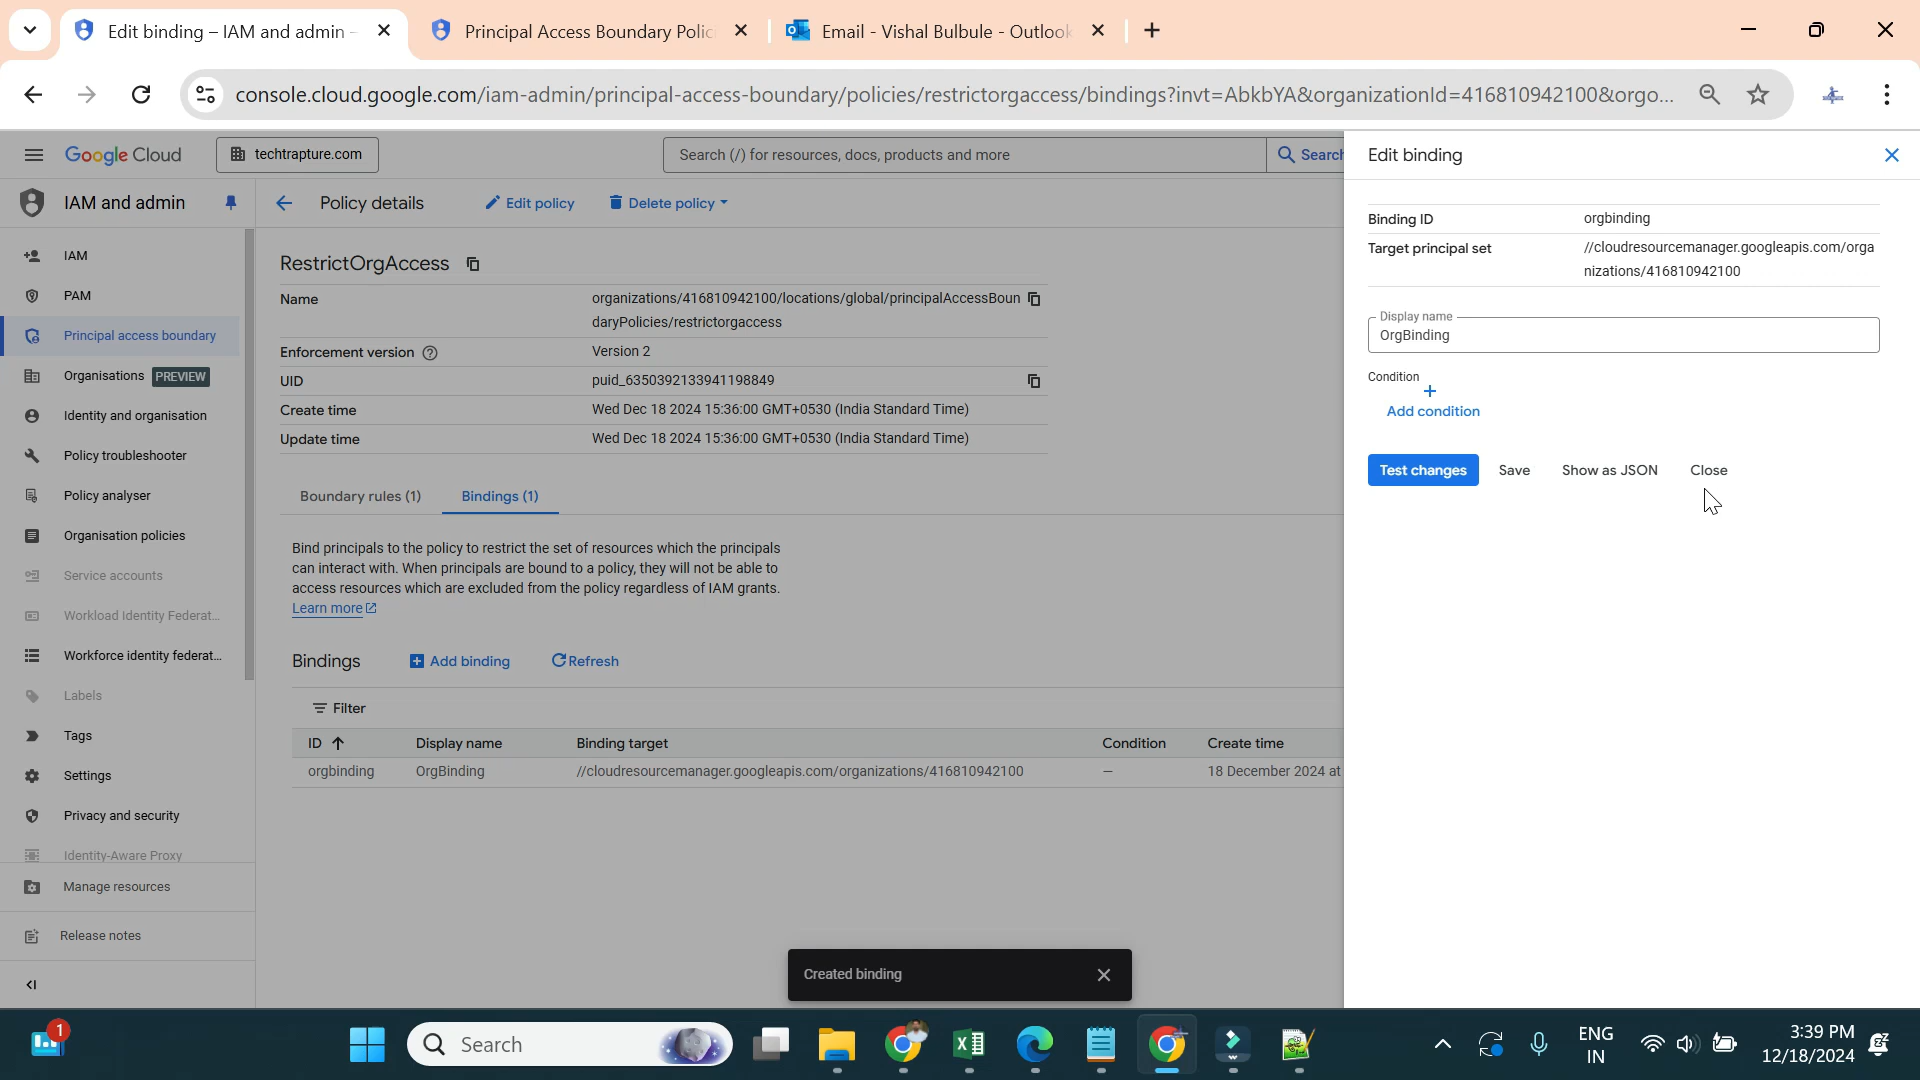 Edit binding – IAM and admin –
Principal Access Boundary Polic
Email - Vishal Bulbule - Outlook
console.cloud.google.com/iam-admin/principal-access-boundary/policies/restrictorgaccess/bindings?invt=AbkbYA&organizationId=416810942100&orgo...
Google Cloud
techtrapture.com
Search (/) for resources, docs, products and more
Search
IAM and admin
IAM
PAM
Principal access boundary
Organisations PREVIEW
Identity and organisation
Policy troubleshooter
Policy analyser
Organisation policies
Service accounts
Workload Identity Federat...
Workforce identity federat...
Labels
Tags
Settings
Privacy and security
Identity-Aware Proxy
Manage resources
Release notes
Policy details
Edit policy
Delete policy
RestrictOrgAccess
Name
organizations/416810942100/locations/global/principalAccessBoun
daryPolicies/restrictorgaccess
Enforcement version
Version 2
UID
puid_6350392133941198849
Create time
Wed Dec 18 2024 15:36:00 GMT+0530 (India Standard Time)
Update time
Wed Dec 18 2024 15:36:00 GMT+0530 (India Standard Time)
Boundary rules (1)
Bindings (1)
Bind principals to the policy to restrict the set of resources which the principals
can interact with. When principals are bound to a policy, they will not be able to
access resources which are excluded from the policy regardless of IAM grants.
Learn more
Bindings
Add binding
Refresh
Filter
ID
Display name
Binding target
Condition
Create time
orgbinding
OrgBinding
//cloudresourcemanager.googleapis.com/organizations/416810942100
–
18 December 2024 at
Created binding
Edit binding
Binding ID
orgbinding
Target principal set
//cloudresourcemanager.googleapis.com/orga
nizations/416810942100
Display name
OrgBinding
Condition
Add condition
Test changes
Save
Show as JSON
Close
1
Search
ENG
IN
3:39 PM
12/18/2024